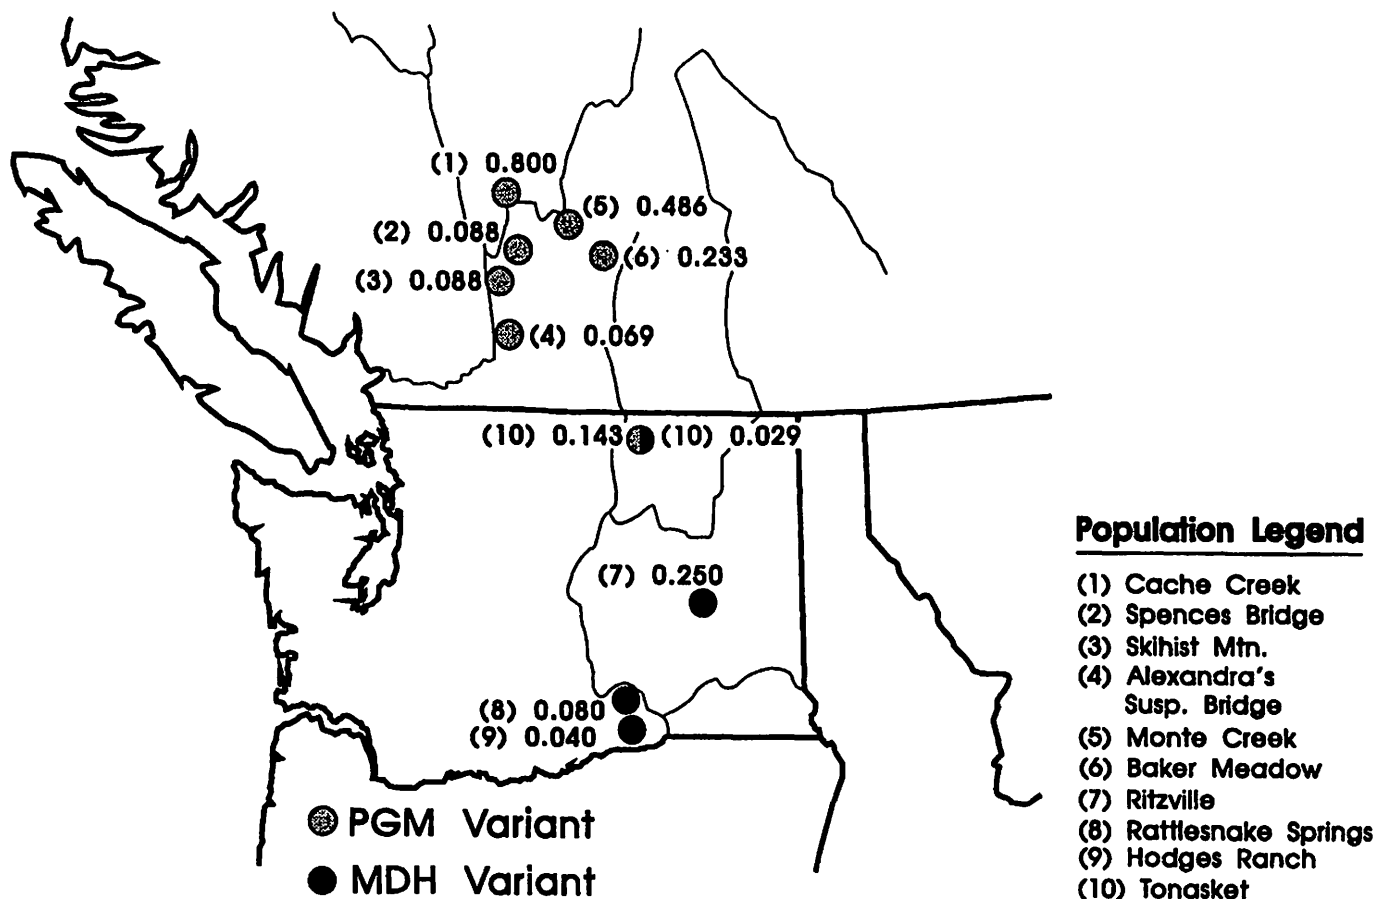 (1) 0.800
(5) 0.486
(2) 0.088
(6) 0.233
(3) 0.088
(4) 0.069
(10) 0.143 (10) 0.029
(7) 0.250
(8) 0.080
(9) 0.040
PGM Variant
MDH Variant
Population Legend
(1) Cache Creek
(2) Spences Bridge
(3) Skihist Mtn.
(4) Alexandra's
Susp. Bridge
(5) Monte Creek
(6) Baker Meadow
(7) Ritzville
(8) Rattlesnake Springs
(9) Hodges Ranch
(10) Tonasket